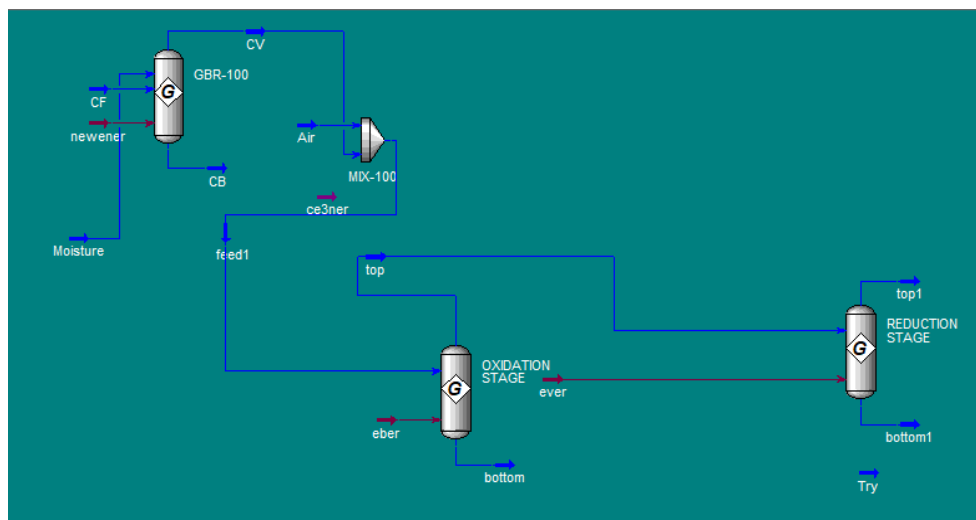 CV
GBR-100
G
CF
newener
Air
MIX-100
CB
ce3ner
Moisture
feed1
top
top1
REDUCTION
STAGE
G
OXIDATION
STAGE
G
ever
eber
bottom1
bottom
Try